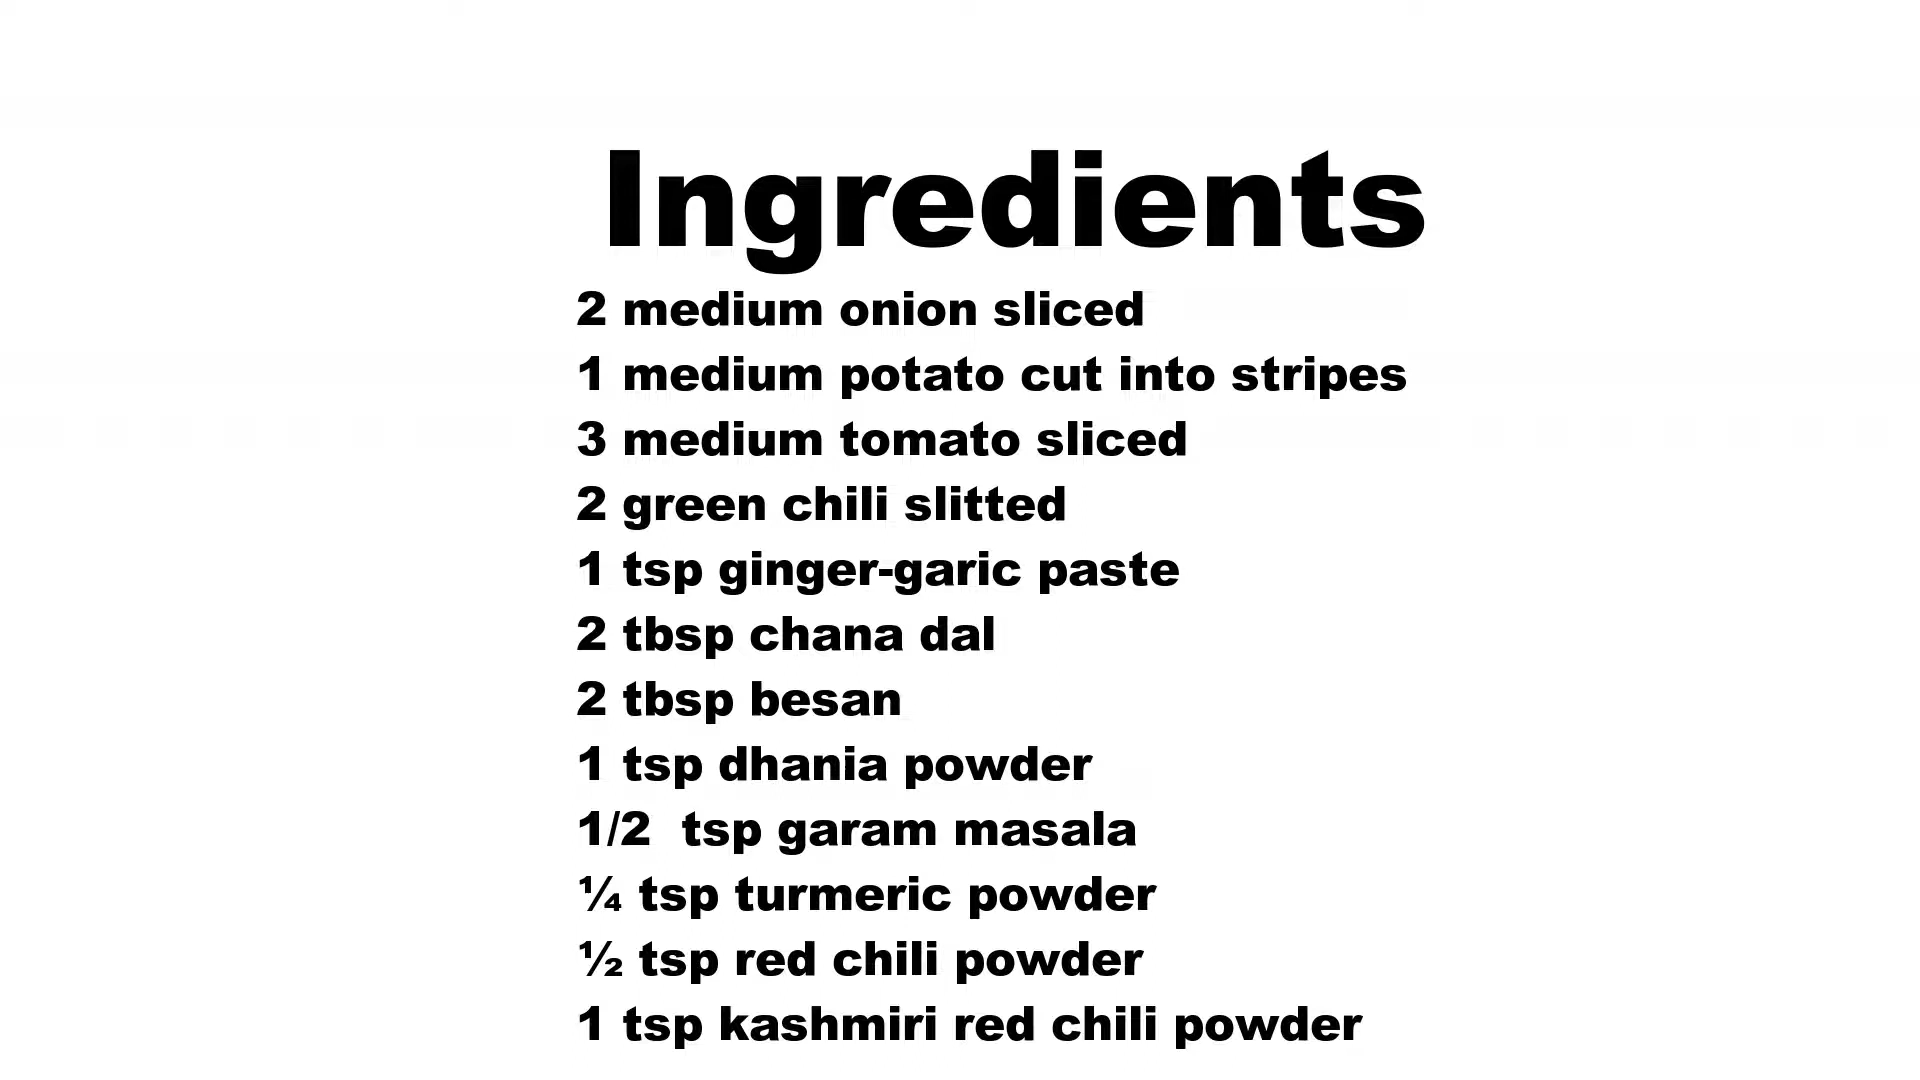 Ingredients
2 medium onion sliced
1 medium potato cut into stripes
3 medium tomato sliced
2 green chili slitted
1 tsp ginger-garic paste
2 tbsp chana dal
2 tbsp besan
1 tsp dhania powder
1/2  tsp garam masala
¼ tsp turmeric powder
½ tsp red chili powder
1 tsp kashmiri red chili powder